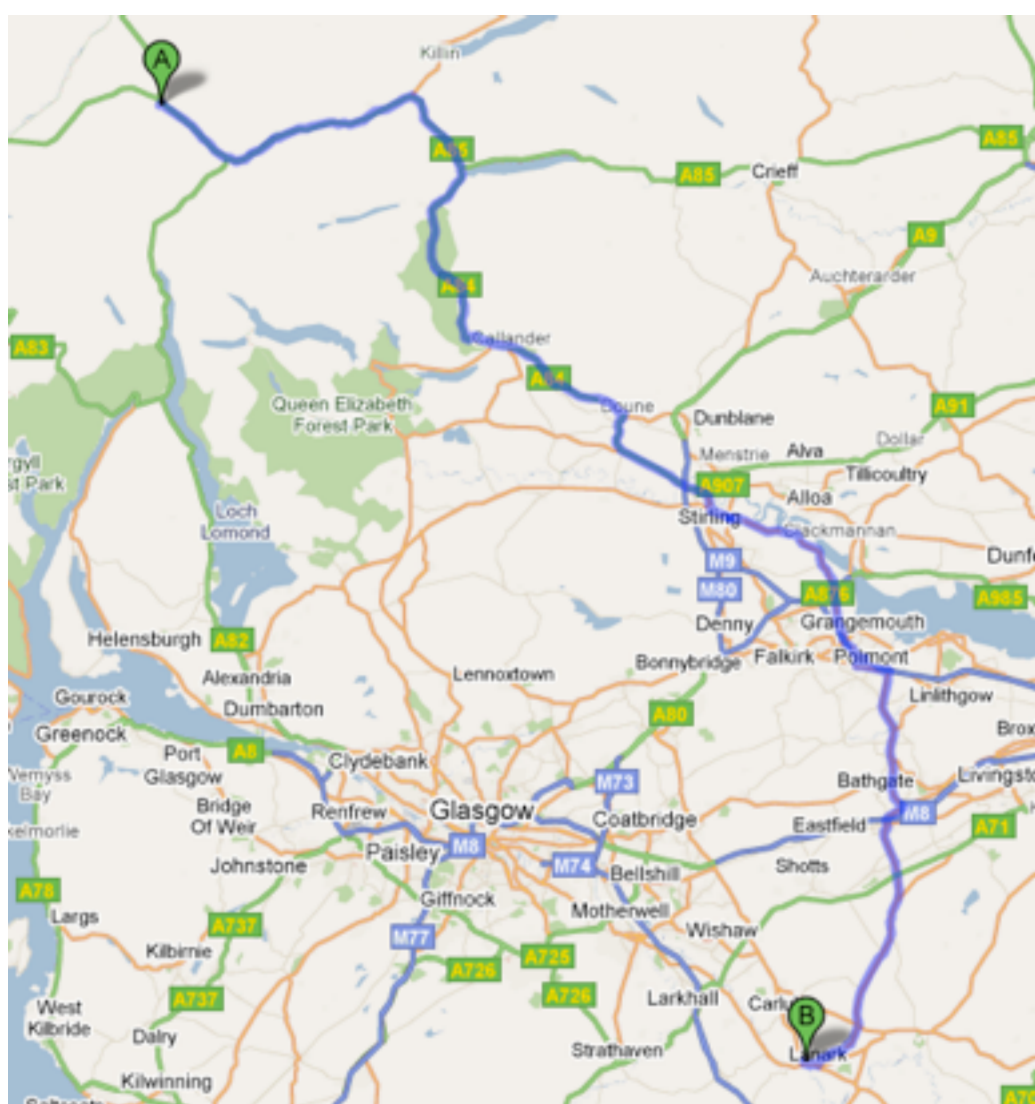 Killin
A
A85
A85
A85
Crieff
A9
Auchterarder
A84
Callander
A83
A84
Queen Elizabeth
Forest Park
Doune
Dunblane
A91
Dollar
Menstrie
Alva
Tillicoultry
A907
Alloa
st Park
Loch
Lomond
Stirling
Clackmannan
M9
M80
A876
A985
Denny
Grangemouth
Helensburgh
A82
Bonnybridge
Falkirk
Polmont
Lennoxtown
Alexandria
Linlithgow
Gourock
Dumbarton
A80
Greenock
Port
Glasgow
A8
Clydebank
Wemyss
Bay
M73
Bathgate
Bridge
Of Weir
Renfrew
Glasgow
Coatbridge
Eastfield
M8
A71
Paisley
M8
M74
Johnstone
Bellshill
Shotts
A78
Giffnock
Motherwell
Largs
A737
M77
Wishaw
Kilbirnie
A725
A726
A737
A726
Larkhall
B
West
Kilbride
Dalry
Strathaven
Lanark
Kilwinning